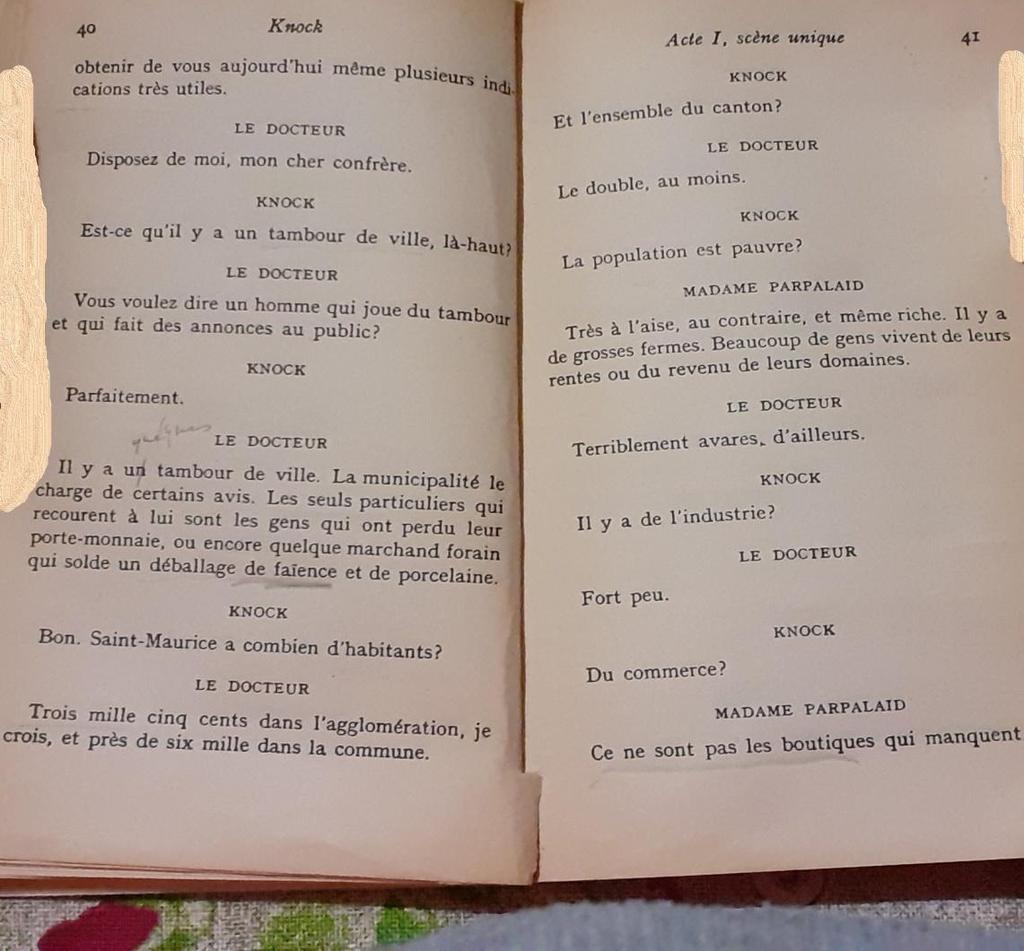 40 Knock
obtenir de vous aujourd'hui même plusieurs indi-
cations très utiles.
LE DOCTEUR
Disposez de moi, mon cher confrère.
KNOCK
Est-ce qu'il y a un tambour de ville, là-haut?
LE DOCTEUR
Vous voulez dire un homme qui joue du tambour
et qui fait des annonces au public?
KNOCK
Parfaitement.
quelques
LE DOCTEUR
Il y a un tambour de ville. La municipalité le
charge de certains avis. Les seuls particuliers qui
recourent à lui sont les gens qui ont perdu leur
porte-monnaie, ou encore quelque marchand forain
qui solde un déballage de faïence et de porcelaine.
KNOCK
Bon. Saint-Maurice a combien d'habitants?
LE DOCTEUR
Trois mille cinq cents dans l'agglomération, je
crois, et près de six mille dans la commune.
Acte I, scène unique 41
KNOCK
Et l'ensemble du canton?
LE DOCTEUR
Le double, au moins.
KNOCK
La population est pauvre?
MADAME PARPALAID
Très à l'aise, au contraire, et même riche. Il y a
de grosses fermes. Beaucoup de gens vivent de leurs
rentes ou du revenu de leurs domaines.
LE DOCTEUR
Terriblement avares, d'ailleurs.
KNOCK
Il y a de l'industrie?
LE DOCTEUR
Fort peu.
KNOCK
Du commerce?
MADAME PARPALAID
Ce ne sont pas les boutiques qui manquent